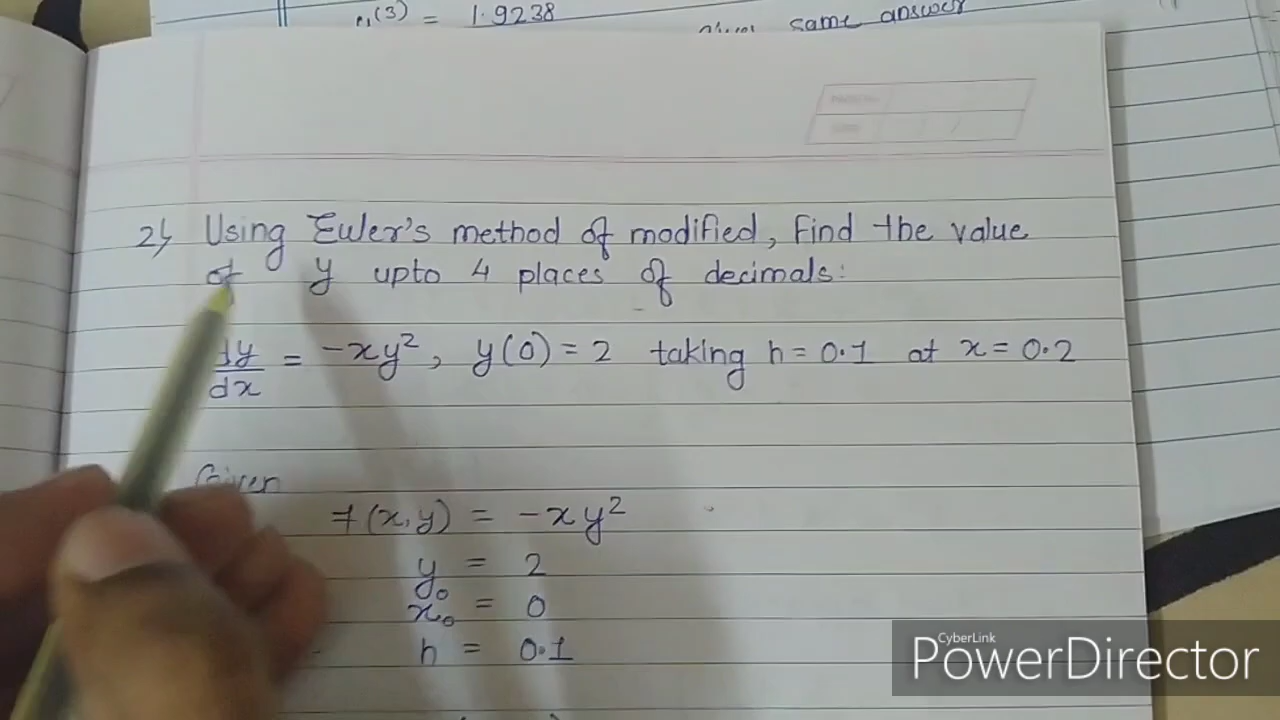 (3) = 1.9238
same answer
2) Using Euler's method of modified, Find the value
of y upto 4 places of decimals:
dy/dx = -xy², y(0) = 2 taking h = 0.1 at x = 0.2
Given
f(x,y) = -xy²
y₀ = 2
x₀ = 0
h = 0.1
CyberLink
PowerDirector